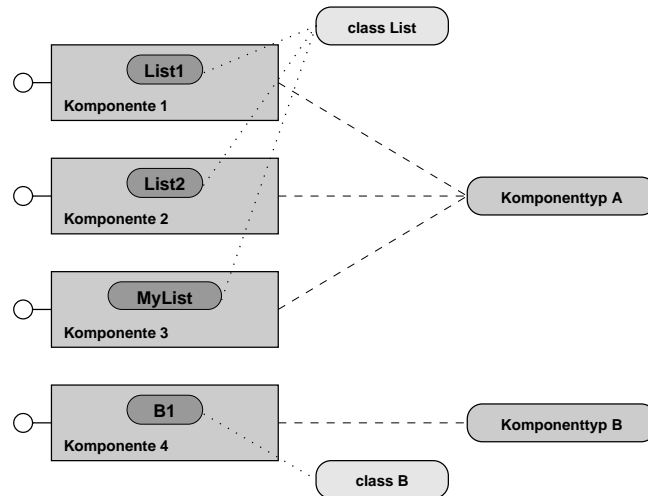 class List
List1
Komponente 1
List2
Komponente 2
Komponenttyp A
MyList
Komponente 3
B1
Komponente 4
Komponenttyp B
class B